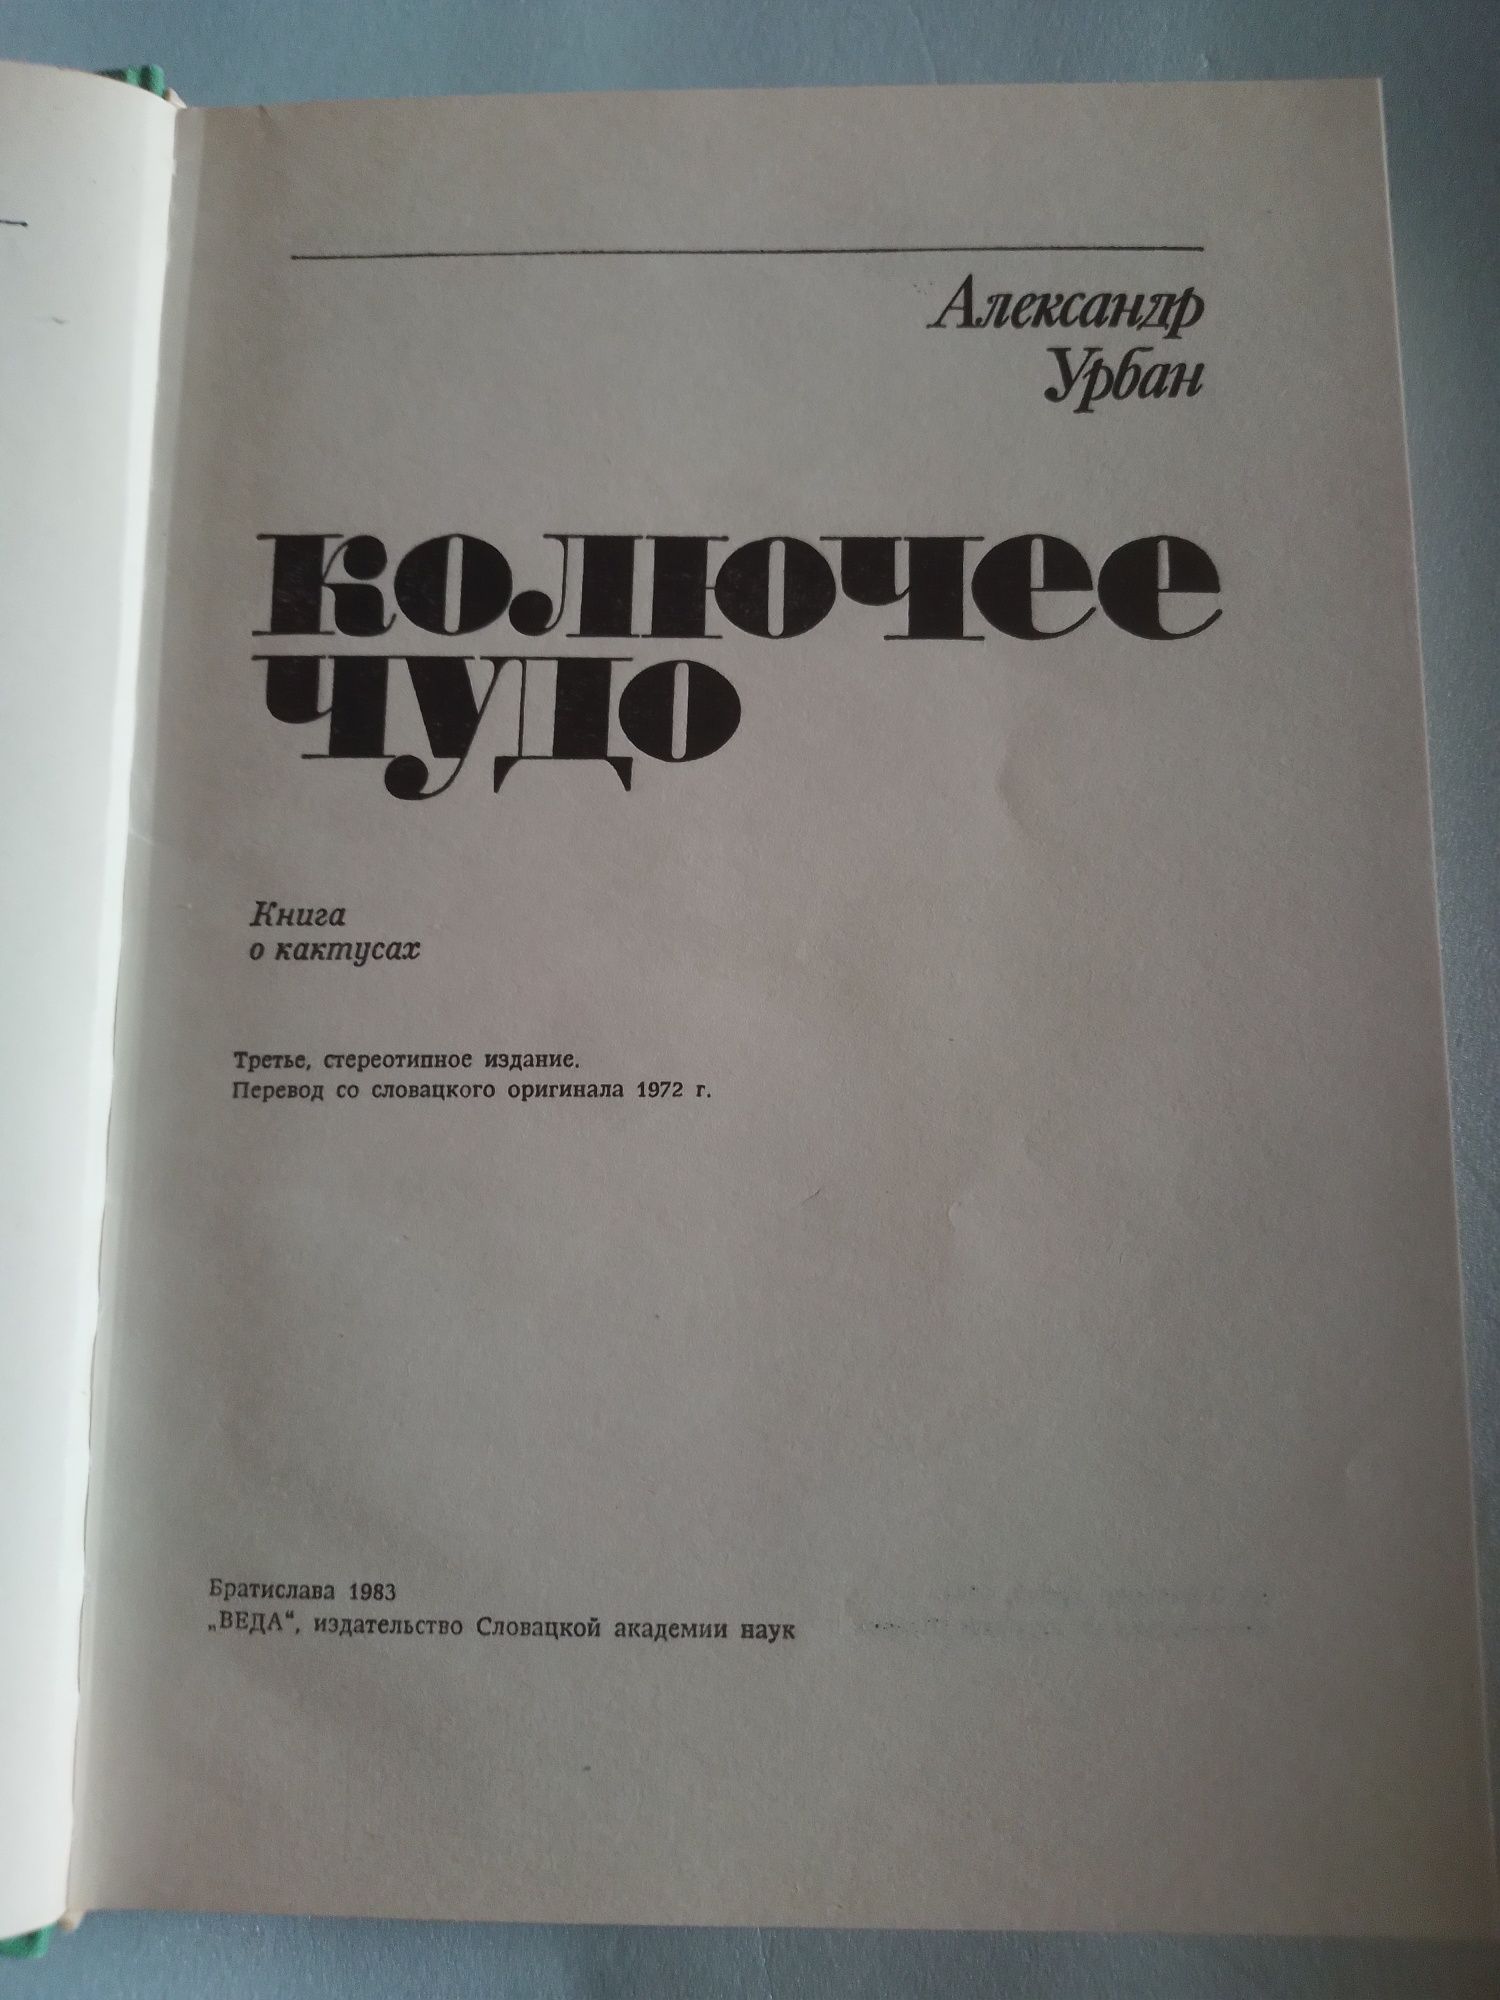 Александр
Урбан
колючее
чудо
Книга
о кактусах
Третье, стереотипное издание.
Перевод со словацкого оригинала 1972 г.
Братислава 1983
„ВЕДА“, издательство Словацкой академии наук